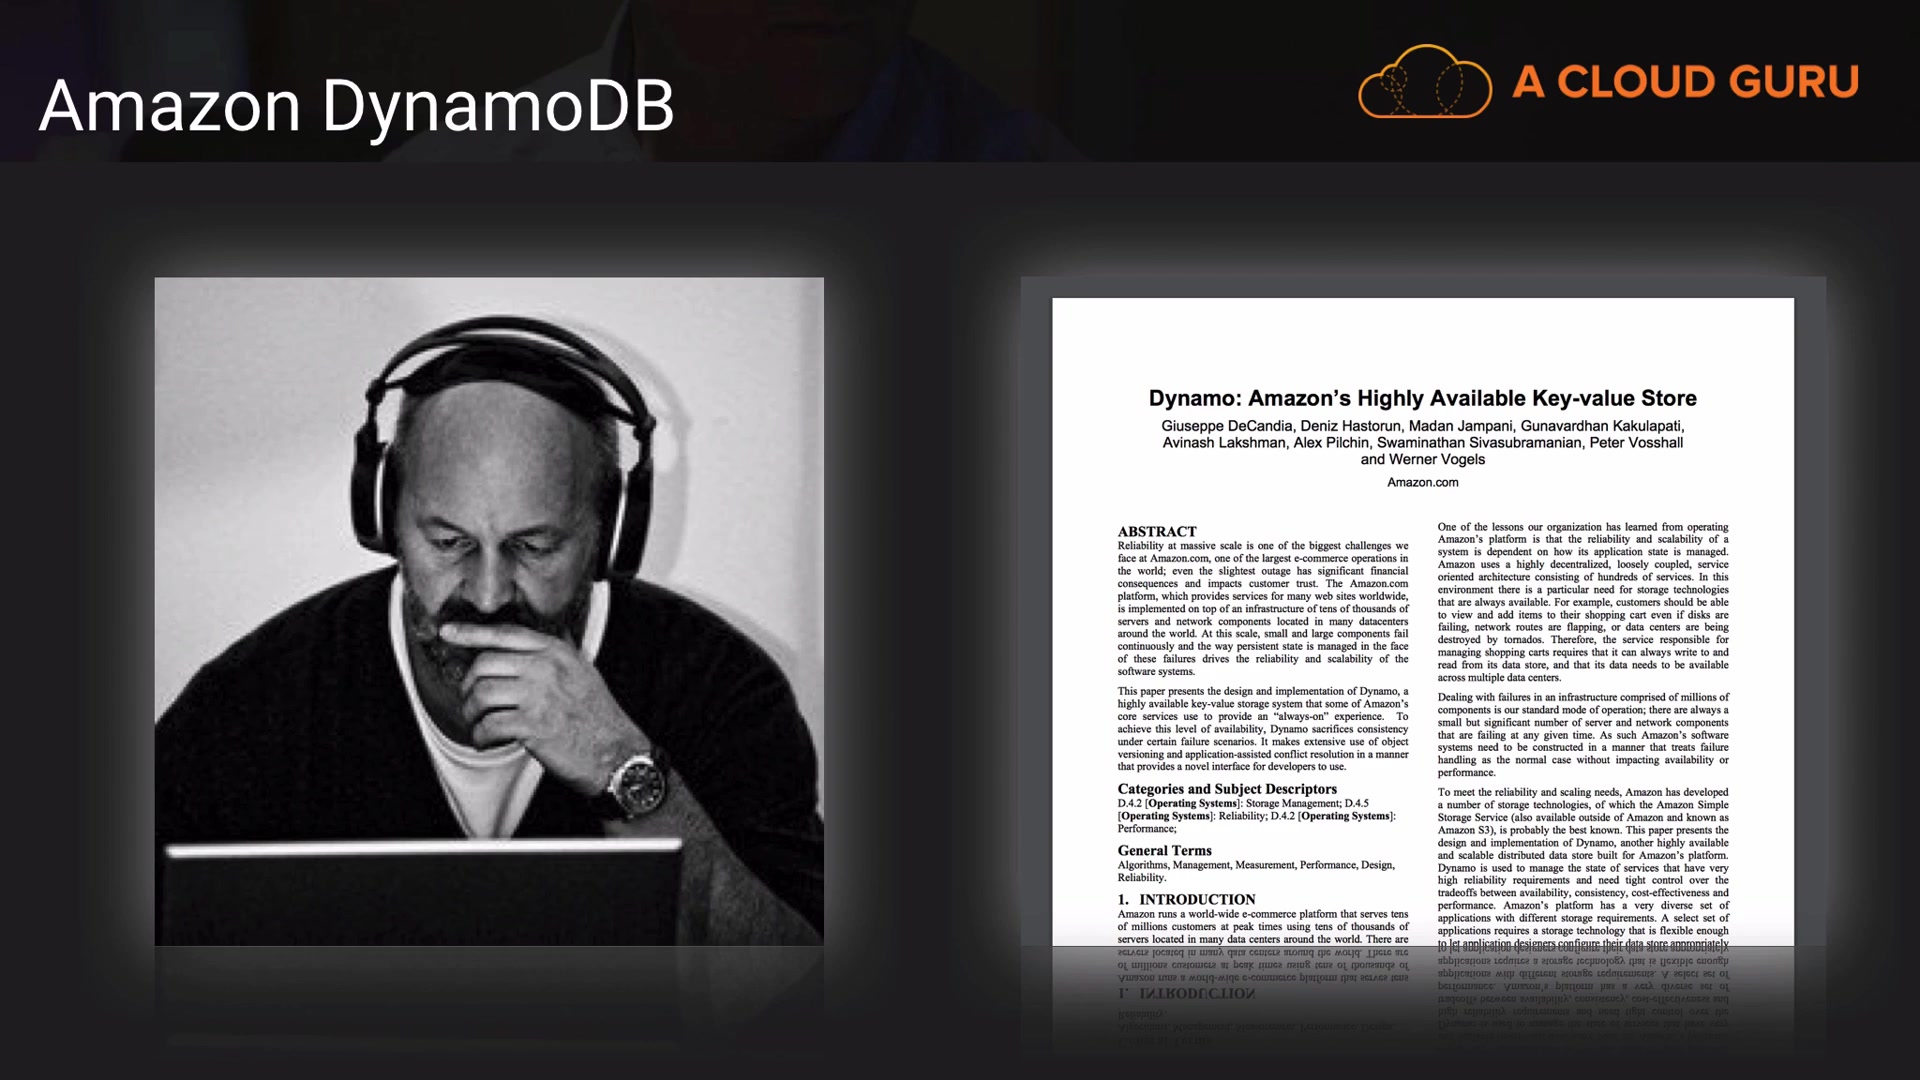 Amazon DynamoDB
A CLOUD GURU
Dynamo: Amazon's Highly Available Key-value Store
Giuseppe DeCandia, Deniz Hastorun, Madan Jampani, Gunavardhan Kakulapati,
Avinash Lakshman, Alex Pilchin, Swaminathan Sivasubramanian, Peter Vosshall
and Werner Vogels
Amazon.com
ABSTRACT
Reliability at massive scale is one of the biggest challenges we
face at Amazon.com, one of the largest e-commerce operations in
the world; even the slightest outage has significant financial
consequences and impacts customer trust. The Amazon.com
platform, which provides services for many web sites worldwide,
is implemented on top of an infrastructure of tens of thousands of
servers and network components located in many datacenters
around the world. At this scale, small and large components fail
continuously and the way persistent state is managed in the face
of these failures drives the reliability and scalability of the
software systems.
This paper presents the design and implementation of Dynamo, a
highly available key-value storage system that some of Amazon's
core services use to provide an “always-on” experience. To
achieve this level of availability, Dynamo sacrifices consistency
under certain failure scenarios. It makes extensive use of object
versioning and application-assisted conflict resolution in a manner
that provides a novel interface for developers to use.
Categories and Subject Descriptors
D.4.2 [Operating Systems]: Storage Management; D.4.5
[Operating Systems]: Reliability; D.4.2 [Operating Systems]:
Performance;
General Terms
Algorithms, Management, Measurement, Performance, Design,
Reliability.
1. INTRODUCTION
Amazon runs a world-wide e-commerce platform that serves tens
of millions customers at peak times using tens of thousands of
servers located in many data centers around the world. There are
One of the lessons our organization has learned from operating
Amazon's platform is that the reliability and scalability of a
system is dependent on how its application state is managed.
Amazon uses a highly decentralized, loosely coupled, service
oriented architecture consisting of hundreds of services. In this
environment there is a particular need for storage technologies
that are always available. For example, customers should be able
to view and add items to their shopping cart even if disks are
failing, network routes are flapping, or data centers are being
destroyed by tornados. Therefore, the service responsible for
managing shopping carts requires that it can always write to and
read from its data store, and that its data needs to be available
across multiple data centers.
Dealing with failures in an infrastructure comprised of millions of
components is our standard mode of operation; there are always a
small but significant number of server and network components
that are failing at any given time. As such Amazon's software
systems need to be constructed in a manner that treats failure
handling as the normal case without impacting availability or
performance.
To meet the reliability and scaling needs, Amazon has developed
a number of storage technologies, of which the Amazon Simple
Storage Service (also available outside of Amazon and known as
Amazon S3), is probably the best known. This paper presents the
design and implementation of Dynamo, another highly available
and scalable distributed data store built for Amazon's platform.
Dynamo is used to manage the state of services that have very
high reliability requirements and need tight control over the
tradeoffs between availability, consistency, cost-effectiveness and
performance. Amazon's platform has a very diverse set of
applications with different storage requirements. A select set of
applications requires a storage technology that is flexible enough
to let application designers configure their data store appropriately